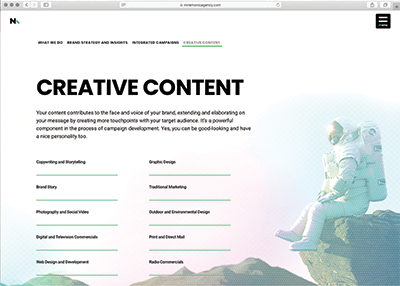 mnemonicagency.com
N
MENU
WHAT WE DO BRAND STRATEGY AND INSIGHTS INTEGRATED CAMPAIGNS CREATIVE CONTENT
CREATIVE CONTENT
Your content contributes to the face and voice of your brand, extending and elaborating on
your message by creating more touchpoints with your target audience. It's a powerful
component in the process of campaign development. Yes, you can be good-looking and have
a nice personality too.
Copywriting and Storytelling Graphic Design
Brand Story Traditional Marketing
Photography and Social Video Outdoor and Environmental Design
Digital and Television Commercials Print and Direct Mail
Web Design and Development Radio Commercials